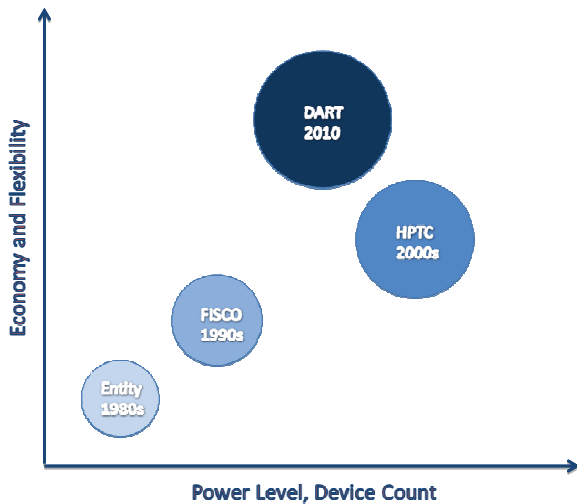 Economy and Flexibility
DART
2010
HPTC
2000s
FISCO
1990s
Entity
1980s
Power Level, Device Count